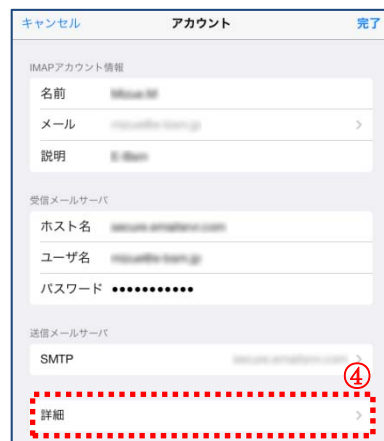 キャンセル アカウント 完了
IMAPアカウント情報
名前
メール
説明
受信メールサーバ
ホスト名
ユーザ名
パスワード ●●●●●●●●●●●
送信メールサーバ
SMTP
④
詳細